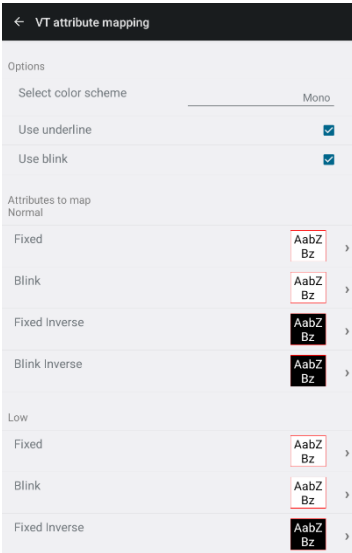 VT attribute mapping
Options
Select color scheme
Mono
Use underline
Use blink
Attributes to map
Normal
Fixed
AabZ
Bz
Blink
AabZ
Bz
Fixed Inverse
AabZ
Bz
Blink Inverse
AabZ
Bz
Low
Fixed
AabZ
Bz
Blink
AabZ
Bz
Fixed Inverse
AabZ
Bz